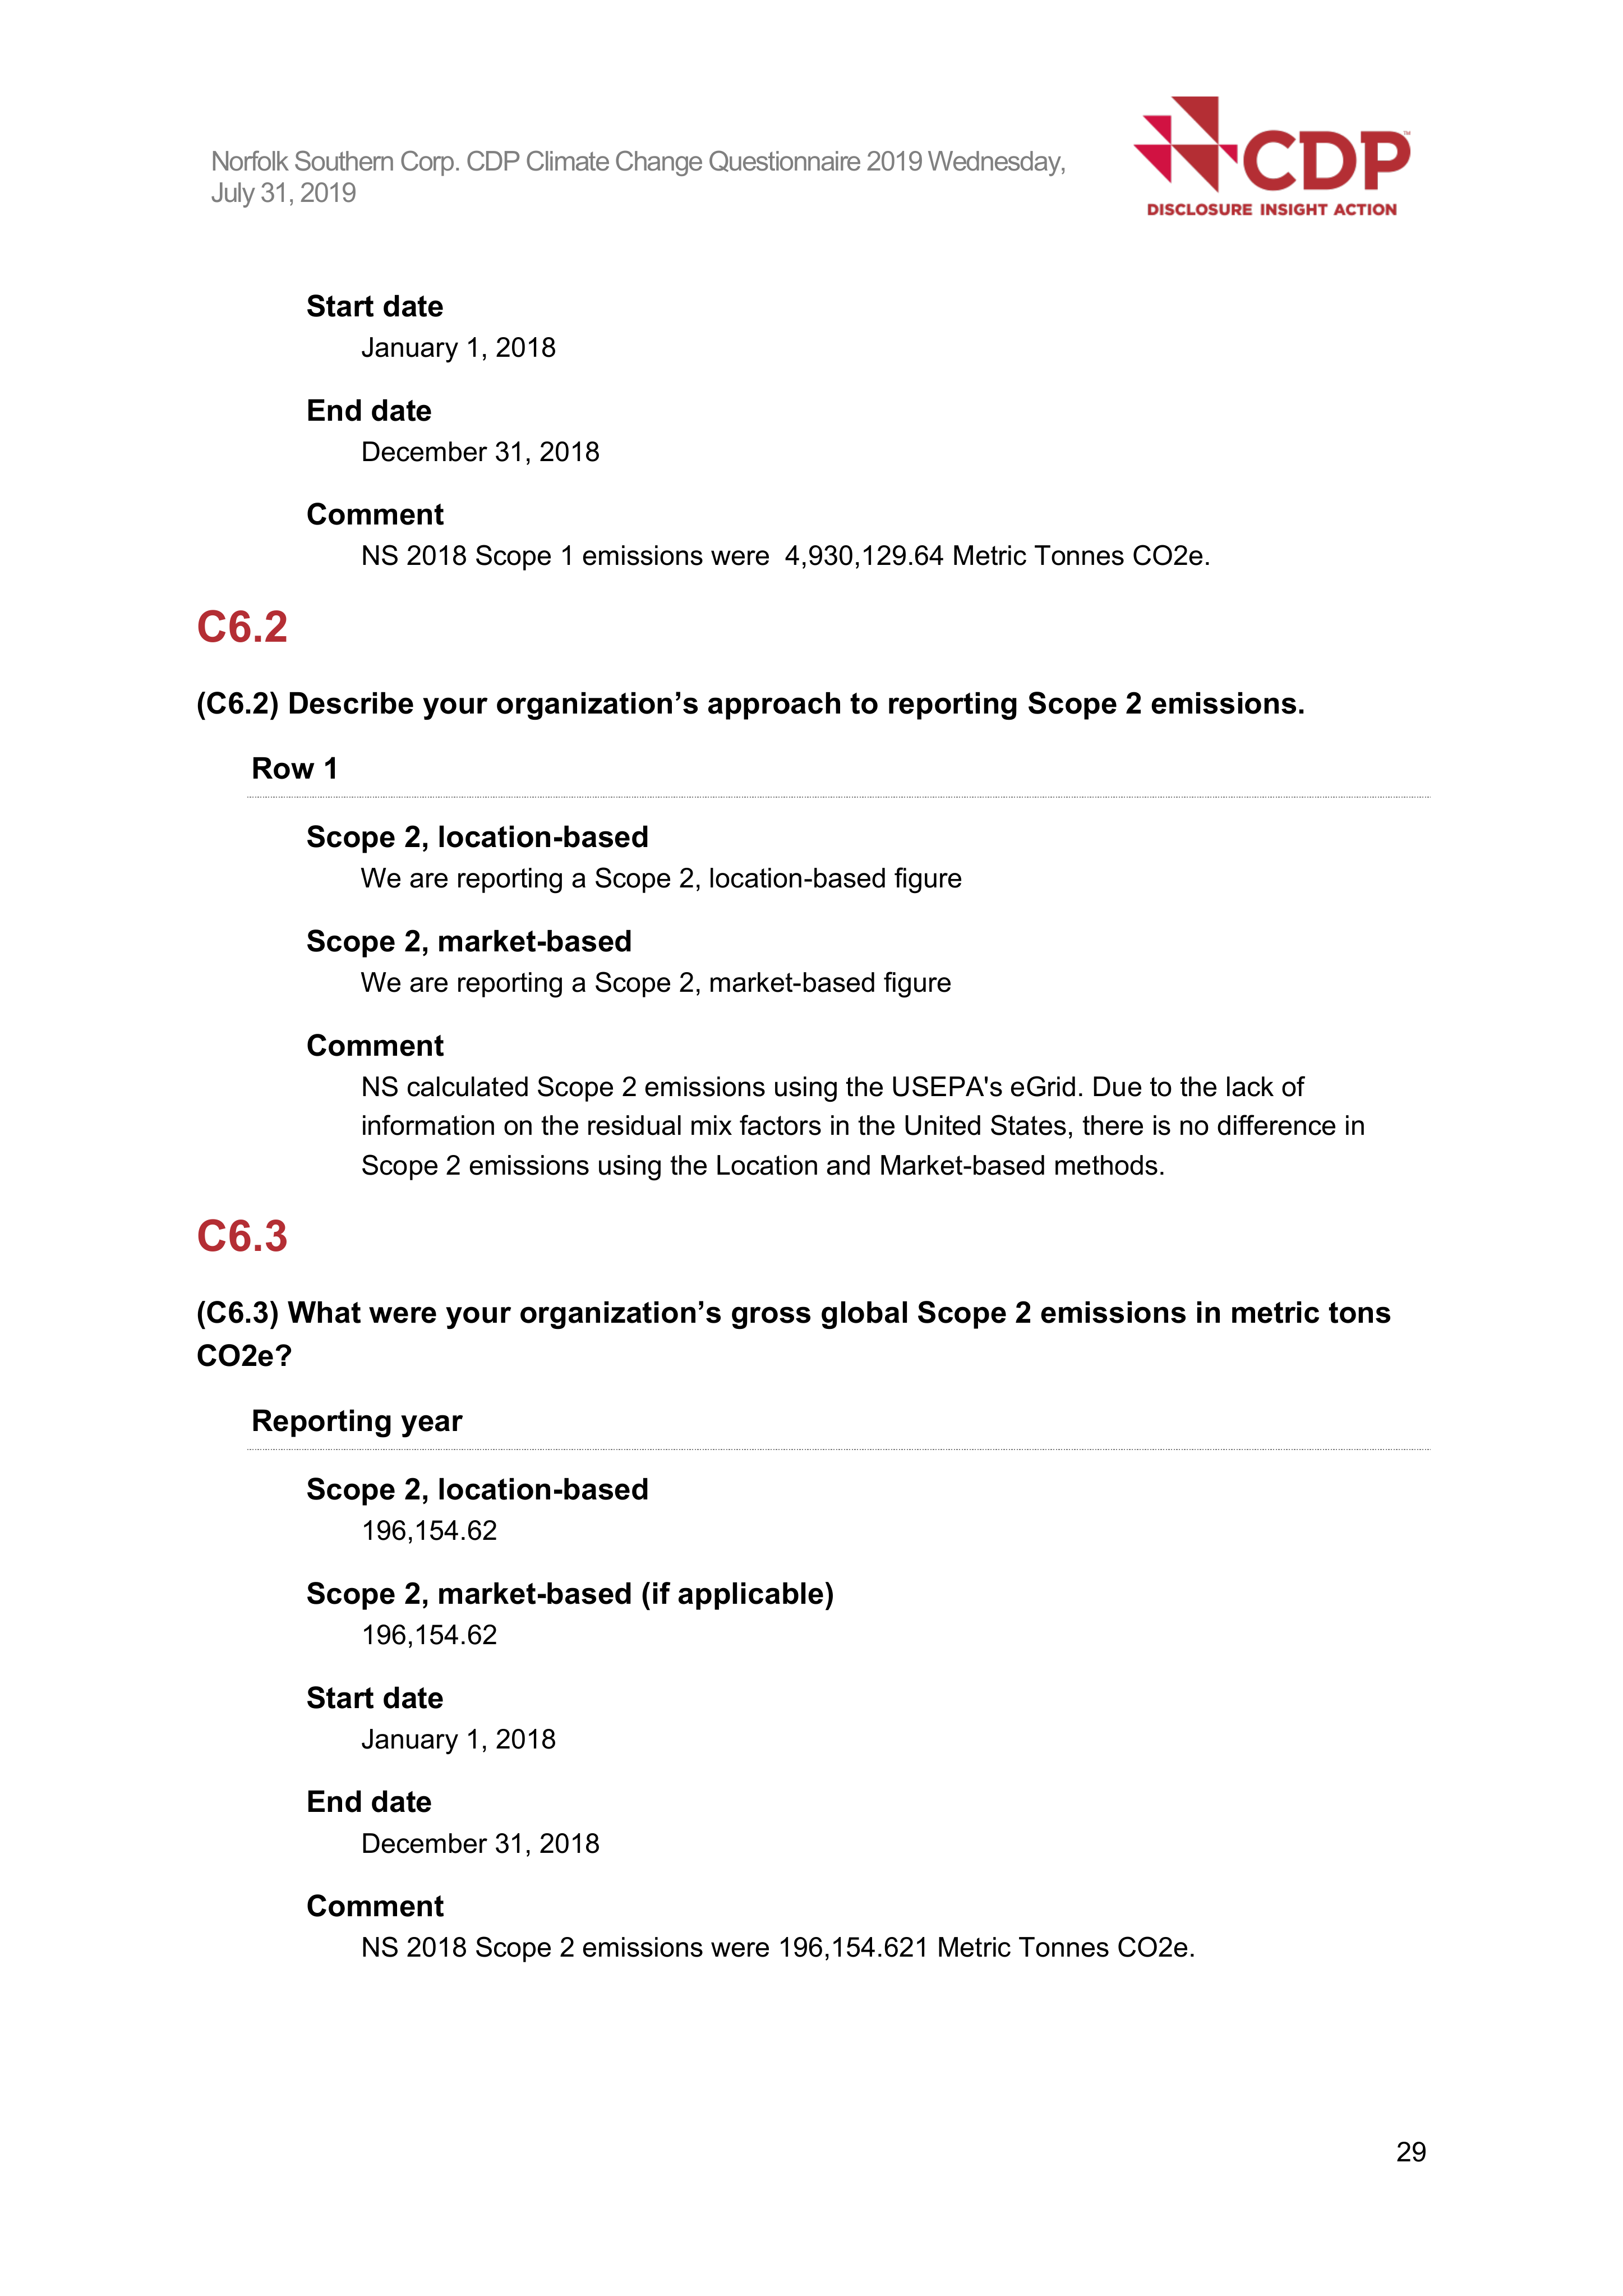 Norfolk Southern Corp. CDP Climate Change Questionnaire 2019 Wednesday,
July 31, 2019
CDP™
DISCLOSURE INSIGHT ACTION
Start date
January 1, 2018
End date
December 31, 2018
Comment
NS 2018 Scope 1 emissions were  4,930,129.64 Metric Tonnes CO2e.
C6.2
(C6.2) Describe your organization’s approach to reporting Scope 2 emissions.
Row 1
Scope 2, location-based
We are reporting a Scope 2, location-based figure
Scope 2, market-based
We are reporting a Scope 2, market-based figure
Comment
NS calculated Scope 2 emissions using the USEPA's eGrid. Due to the lack of
information on the residual mix factors in the United States, there is no difference in
Scope 2 emissions using the Location and Market-based methods.
C6.3
(C6.3) What were your organization’s gross global Scope 2 emissions in metric tons
CO2e?
Reporting year
Scope 2, location-based
196,154.62
Scope 2, market-based (if applicable)
196,154.62
Start date
January 1, 2018
End date
December 31, 2018
Comment
NS 2018 Scope 2 emissions were 196,154.621 Metric Tonnes CO2e.
29